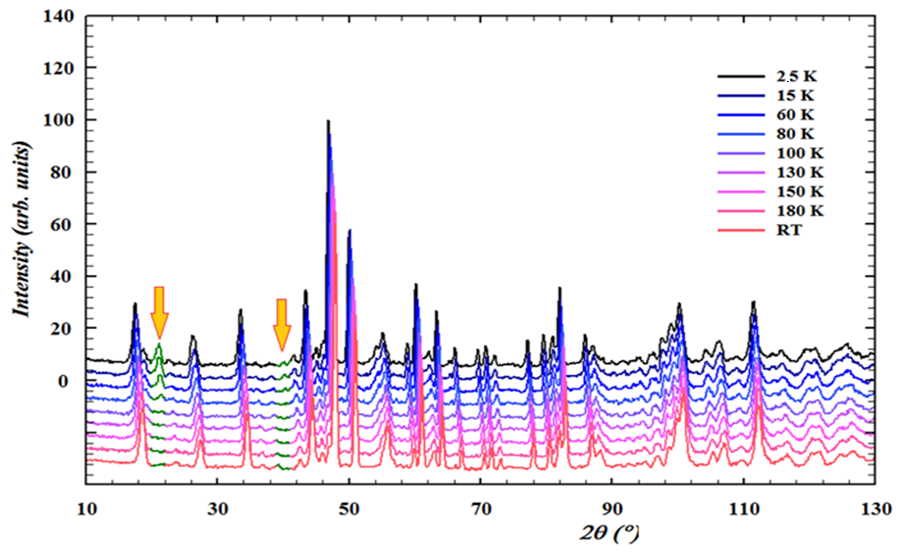 140
120
100
80
60
40
20
0
Intensity (arb. units)
2.5 K
15 K
60 K
80 K
100 K
130 K
150 K
180 K
RT
10 30 50 70 90 110 130
2θ (°)